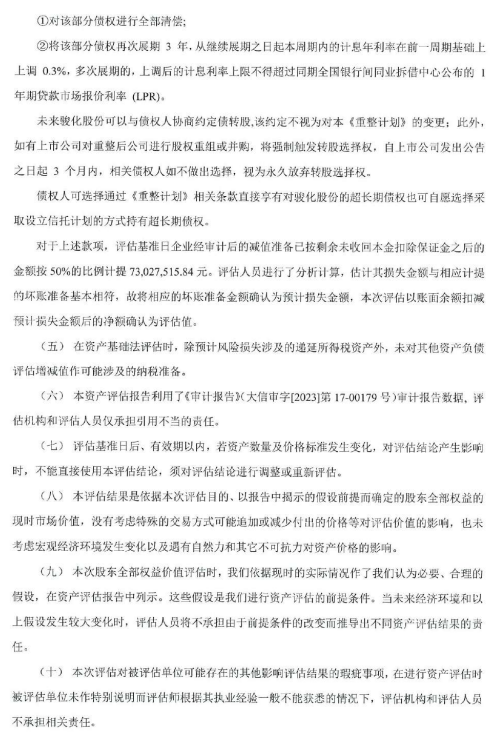 ①对该部分债权进行全部清偿;
②将该部分债权再次展期 3 年,从继续展期之日起本周期内的计息年利率在前一周期基础上
上调 0.3%,多次展期的,上调后的计息利率上限不得超过同期全国银行间同业拆借中心公布的 1
年期贷款市场报价利率 (LPR)。
未来骏化股份可以与债权人协商约定债转股,该约定不视为对本《重整计划》的变更;此外,
如有上市公司对重整后公司进行股权重组或并购,将强制触发转股选择权,自上市公司发出公告
之日起 3 个月内,相关债权人如不做出选择,视为永久放弃转股选择权。
债权人可选择通过《重整计划》相关条款直接享有对骏化股份的超长期债权也可自愿选择采
取设立信托计划的方式持有超长期债权。
对于上述款项,评估基准日企业经审计后的减值准备已按剩余未收回本金扣除保证金之后的
金额按 50%的比例计提 73,027,515.84 元。评估人员进行了分析计算,估计其损失金额与相应计提
的坏账准备基本相符,故将相应的坏账准备金额确认为预计损失金额,本次评估以账面余额扣减
预计损失金额后的净额确认为评估值。
(五) 在资产基础法评估时,除预计风险损失涉及的递延所得税资产外,未对其他资产负债
评估增减值作可能涉及的纳税准备。
(六) 本资产评估报告利用了《审计报告》(大信审字[2023]第 17-00179 号)审计报告数据, 评
估机构和评估人员仅承担引用不当的责任。
(七) 评估基准日后、有效期以内,若资产数量及价格标准发生变化,对评估结论产生影响
时,不能直接使用本评估结论,须对评估结论进行调整或重新评估。
(八) 本评估结果是依据本次评估目的、以报告中揭示的假设前提而确定的股东全部权益的
现时市场价值,没有考虑特殊的交易方式可能追加或减少付出的价格等对评估价值的影响,也未
考虑宏观经济环境发生变化以及遇有自然力和其它不可抗力对资产价格的影响。
(九) 本次股东全部权益价值评估时,我们依据现时的实际情况作了我们认为必要、合理的
假设,在资产评估报告中列示。这些假设是我们进行资产评估的前提条件。当未来经济环境和以
上假设发生较大变化时,评估人员将不承担由于前提条件的改变而推导出不同资产评估结果的责
任。
(十) 本次评估对被评估单位可能存在的其他影响评估结果的瑕疵事项,在进行资产评估时
被评估单位未作特别说明而评估师根据其执业经验一般不能获悉的情况下,评估机构和评估人员
不承担相关责任。